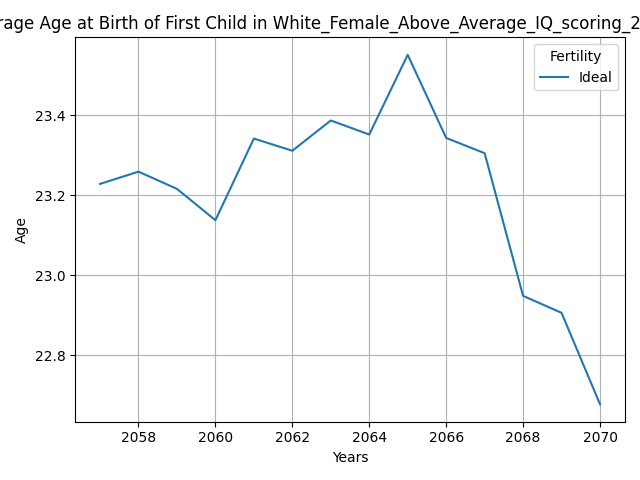 Age at Birth of First Child in White_Female_Above_Average_IQ_scoring_2
Fertility
Ideal
23.4
23.2
23.0
22.8
Age
2058 2060 2062 2064 2066 2068 2070
Years